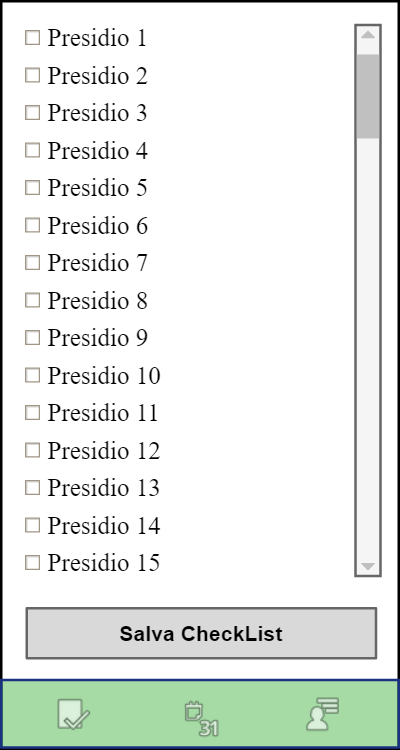 Presidio 1
Presidio 2
Presidio 3
Presidio 4
Presidio 5
Presidio 6
Presidio 7
Presidio 8
Presidio 9
Presidio 10
Presidio 11
Presidio 12
Presidio 13
Presidio 14
Presidio 15
Salva CheckList
31